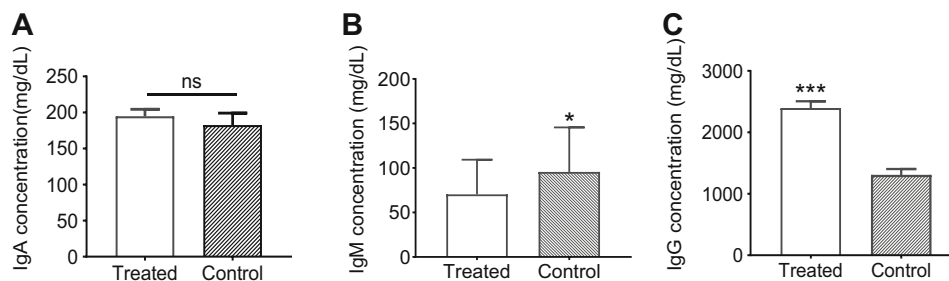 A
IgA concentration(mg/dL)
250
200
150
100
50
0
ns
Treated
Control
B
IgM concentration (mg/dL)
200
150
100
50
0
*
Treated
Control
C
IgG concentration (mg/dL)
3000
2000
1000
0
***
Treated
Control